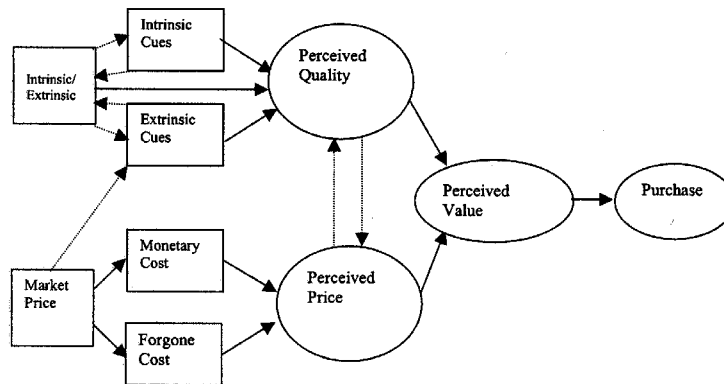 Intrinsic
Cues
Perceived
Quality
Intrinsic/
Extrinsic
Extrinsic
Cues
Perceived
Value
Purchase
Monetary
Cost
Market
Price
Perceived
Price
Forgone
Cost